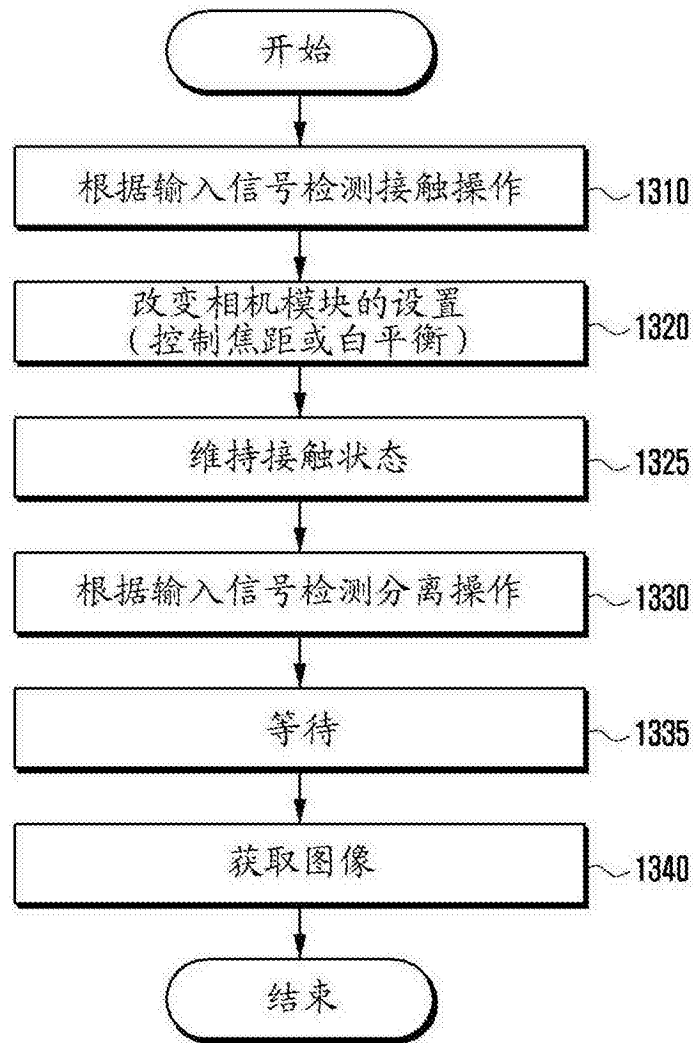 开始
根据输入信号检测接触操作
1310
改变相机模块的设置
(控制焦距或白平衡)
1320
维持接触状态
1325
根据输入信号检测分离操作
1330
等待
1335
获取图像
1340
结束